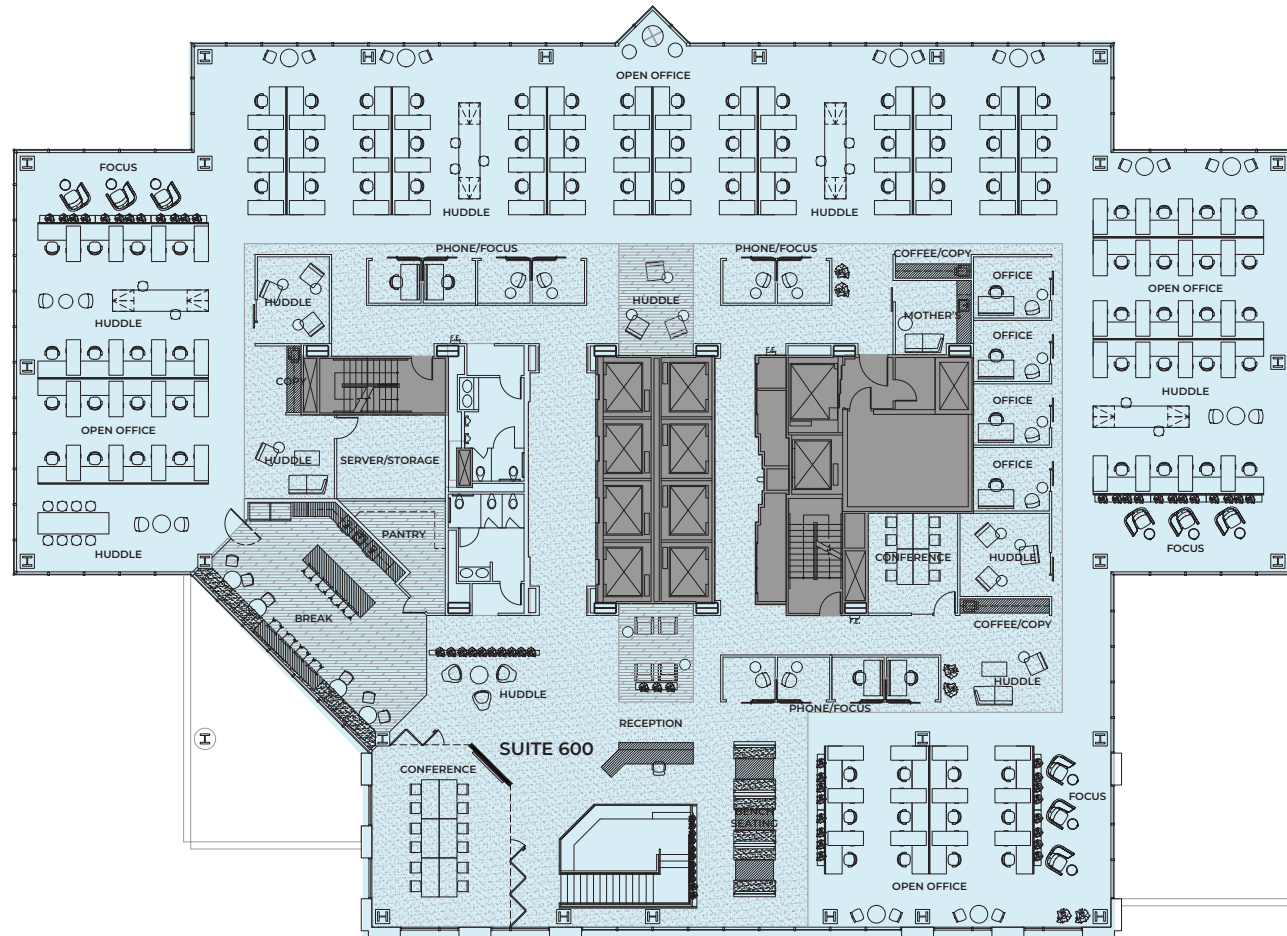 OPEN OFFICE
FOCUS
HUDDLE
HUDDLE
PHONE/FOCUS
PHONE/FOCUS
COFFEE/COPY
OFFICE
OPEN OFFICE
HUDDLE
HUDDLE
HUDDLE
MOTHER'S
HUDDLE
OFFICE
COPY
HUDDLE
OFFICE
OPEN OFFICE
HUDDLE
SERVER/STORAGE
OFFICE
PANTRY
FOCUS
HUDDLE
CONFERENCE
HUDDLE
BREAK
COFFEE/COPY
HUDDLE
HUDDLE
PHONE/FOCUS
RECEPTION
SUITE 600
CONFERENCE
FOCUS
BENCH
SEATING
OPEN OFFICE